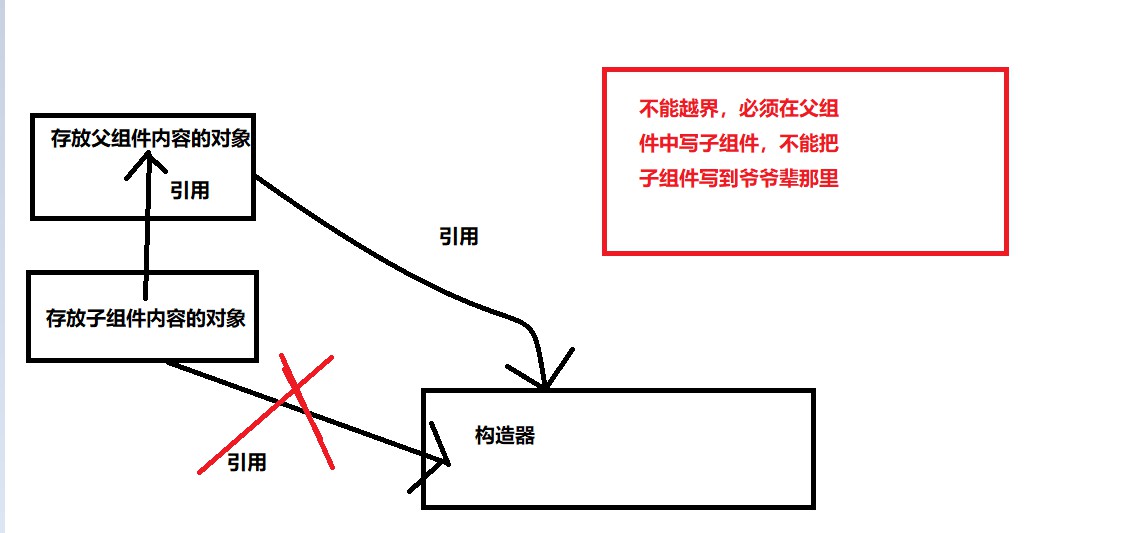 存放父组件内容的对象
引用
引用
存放子组件内容的对象
引用
构造器
不能越界，必须在父组
件中写子组件，不能把
子组件写到爷爷辈那里